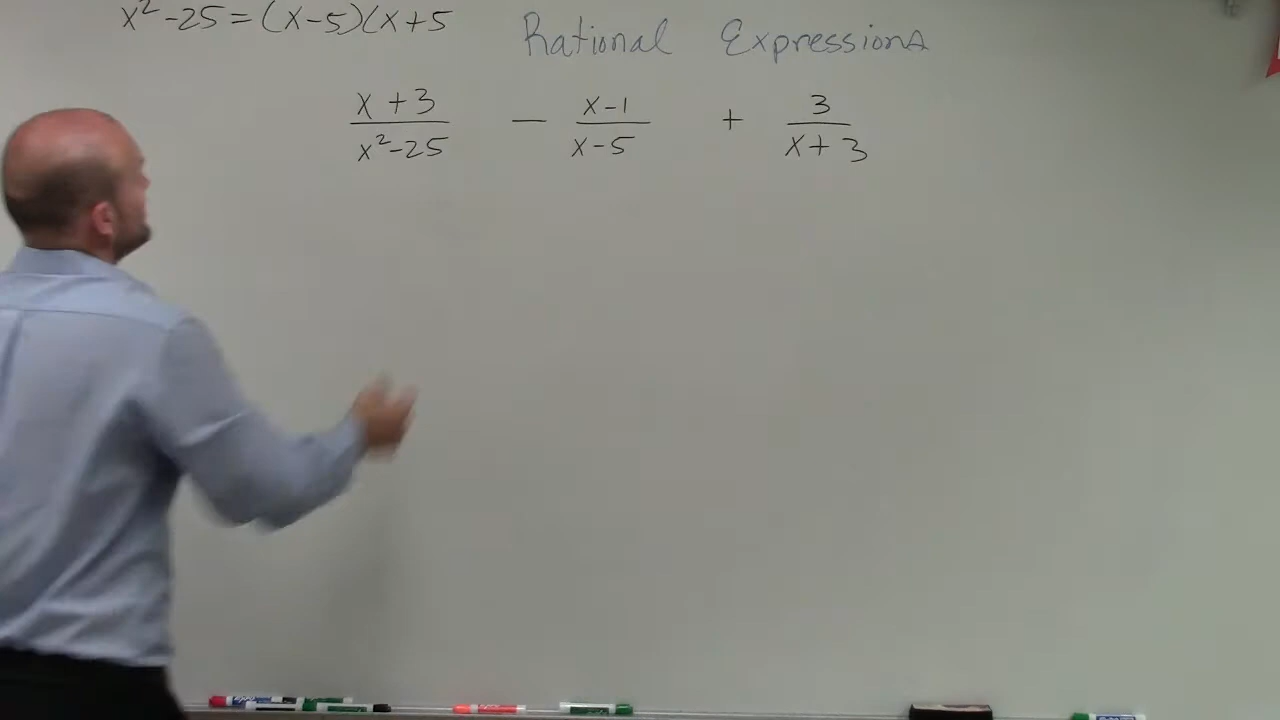 x²-25=(x-5)(x+5
Rational Expressions
x+3 / x²-25 - x-1 / x-5 + 3 / x+3